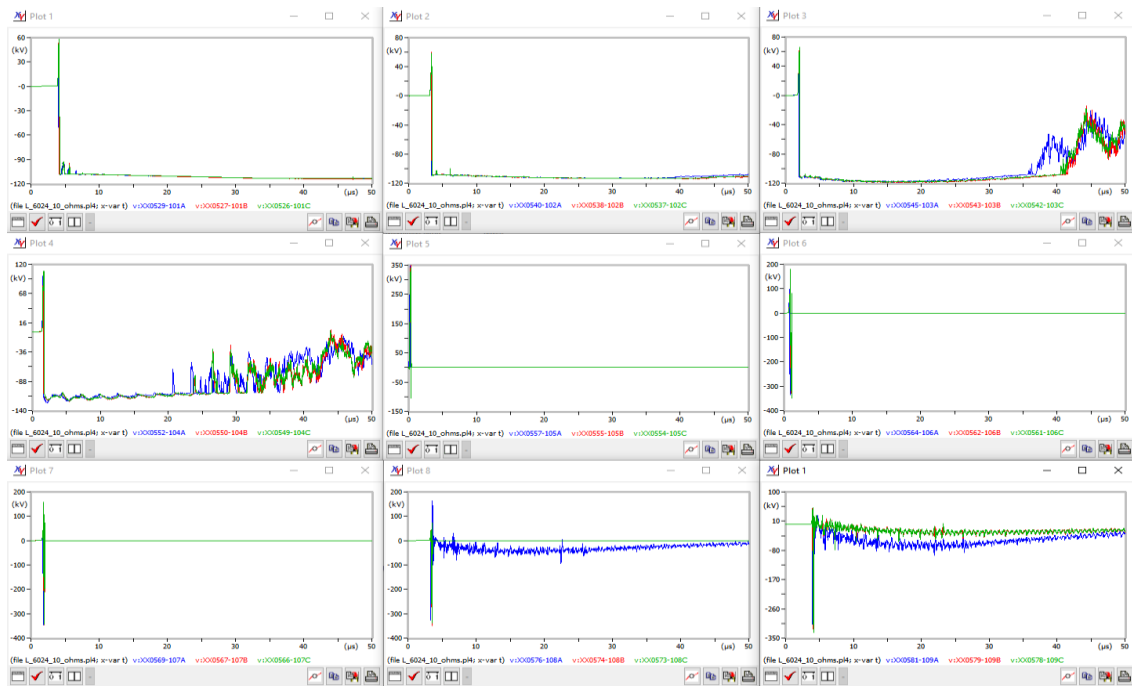 Plot 1
60
(kV)
30
-0
-30
-60
-90
-120
0 10 20 30 40 (µs) 50
(file L_6024_10_ohms.pl4; x-var t) v:XX0529-101A v:XX0527-101B v:XX0526-101C
Plot 2
80
(kV)
40
-0
-40
-80
-120
0 10 20 30 40 (µs) 50
(file L_6024_10_ohms.pl4; x-var t) v:XX0540-102A v:XX0538-102B v:XX0537-102C
Plot 3
80
(kV)
40
-0
-40
-80
-120
0 10 20 30 40 (µs) 50
(file L_6024_10_ohms.pl4; x-var t) v:XX0545-103A v:XX0543-103B v:XX0542-103C
Plot 4
120
(kV)
68
16
-36
-88
-140
0 10 20 30 40 (µs) 50
(file L_6024_10_ohms.pl4; x-var t) v:XX0552-104A v:XX0550-104B v:XX0549-104C
Plot 5
350
(kV)
250
150
50
-50
-150
0 10 20 30 40 (µs) 50
(file L_6024_10_ohms.pl4; x-var t) v:XX0557-105A v:XX0555-105B v:XX0554-105C
Plot 6
200
(kV)
100
0
-100
-200
-300
-400
0 10 20 30 40 (µs) 50
(file L_6024_10_ohms.pl4; x-var t) v:XX0564-106A v:XX0562-106B v:XX0561-106C
Plot 7
200
(kV)
100
0
-100
-200
-300
-400
0 10 20 30 40 (µs) 50
(file L_6024_10_ohms.pl4; x-var t) v:XX0569-107A v:XX0567-107B v:XX0566-107C
Plot 8
200
(kV)
100
0
-100
-200
-300
-400
0 10 20 30 40 (µs) 50
(file L_6024_10_ohms.pl4; x-var t) v:XX0576-108A v:XX0574-108B v:XX0573-108C
Plot 1
100
(kV)
10
-80
-170
-260
-350
0 10 20 30 40 (µs) 50
(file L_6024_10_ohms.pl4; x-var t) v:XX0581-109A v:XX0579-109B v:XX0578-109C